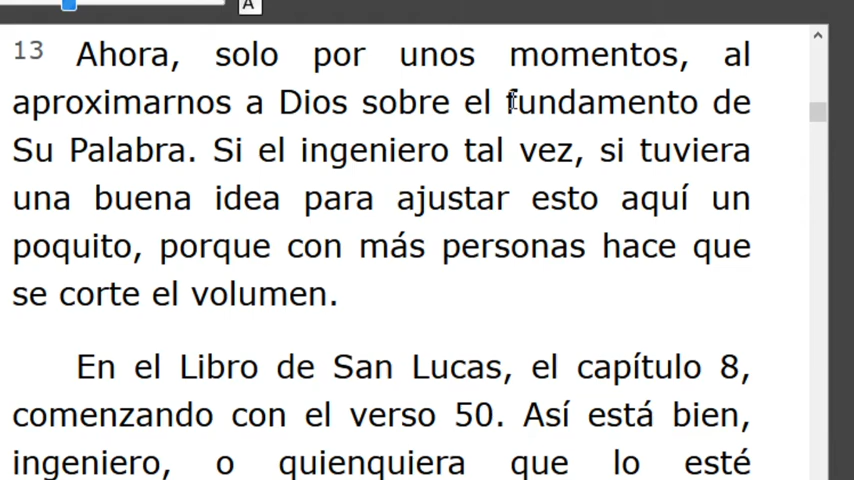 A
13 Ahora, solo por unos momentos, al
aproximarnos a Dios sobre el fundamento de
Su Palabra. Si el ingeniero tal vez, si tuviera
una buena idea para ajustar esto aquí un
poquito, porque con más personas hace que
se corte el volumen.
En el Libro de San Lucas, el capítulo 8,
comenzando con el verso 50. Así está bien,
ingeniero, o quienquiera que lo esté